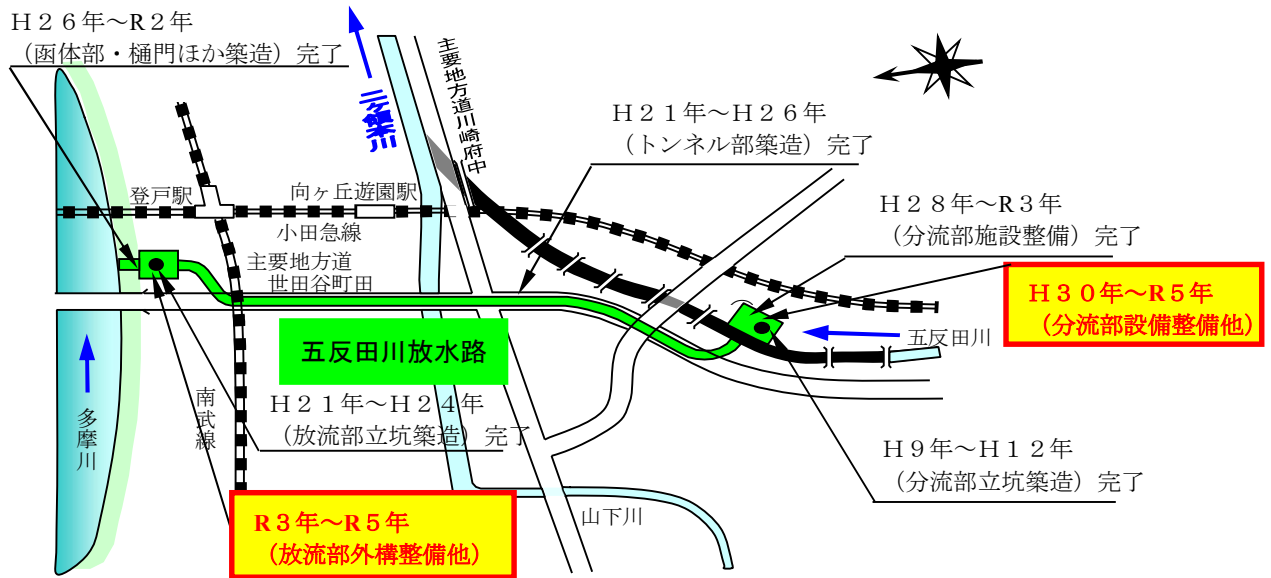 H26年～R2年
（函体部・樋門ほか築造）完了
二ヶ領本川
主要地方道川崎府中
H21年～H26年
（トンネル部築造）完了
登戸駅
向ヶ丘遊園駅
小田急線
H28年～R3年
（分流部施設整備）完了
主要地方道
世田谷町田
H30年～R5年
（分流部設備整備他）
五反田川
五反田川放水路
多摩川
南武線
H21年～H24年
（放流部立坑築造）完了
H9年～H12年
（分流部立坑築造）完了
R3年～R5年
（放流部外構整備他）
山下川